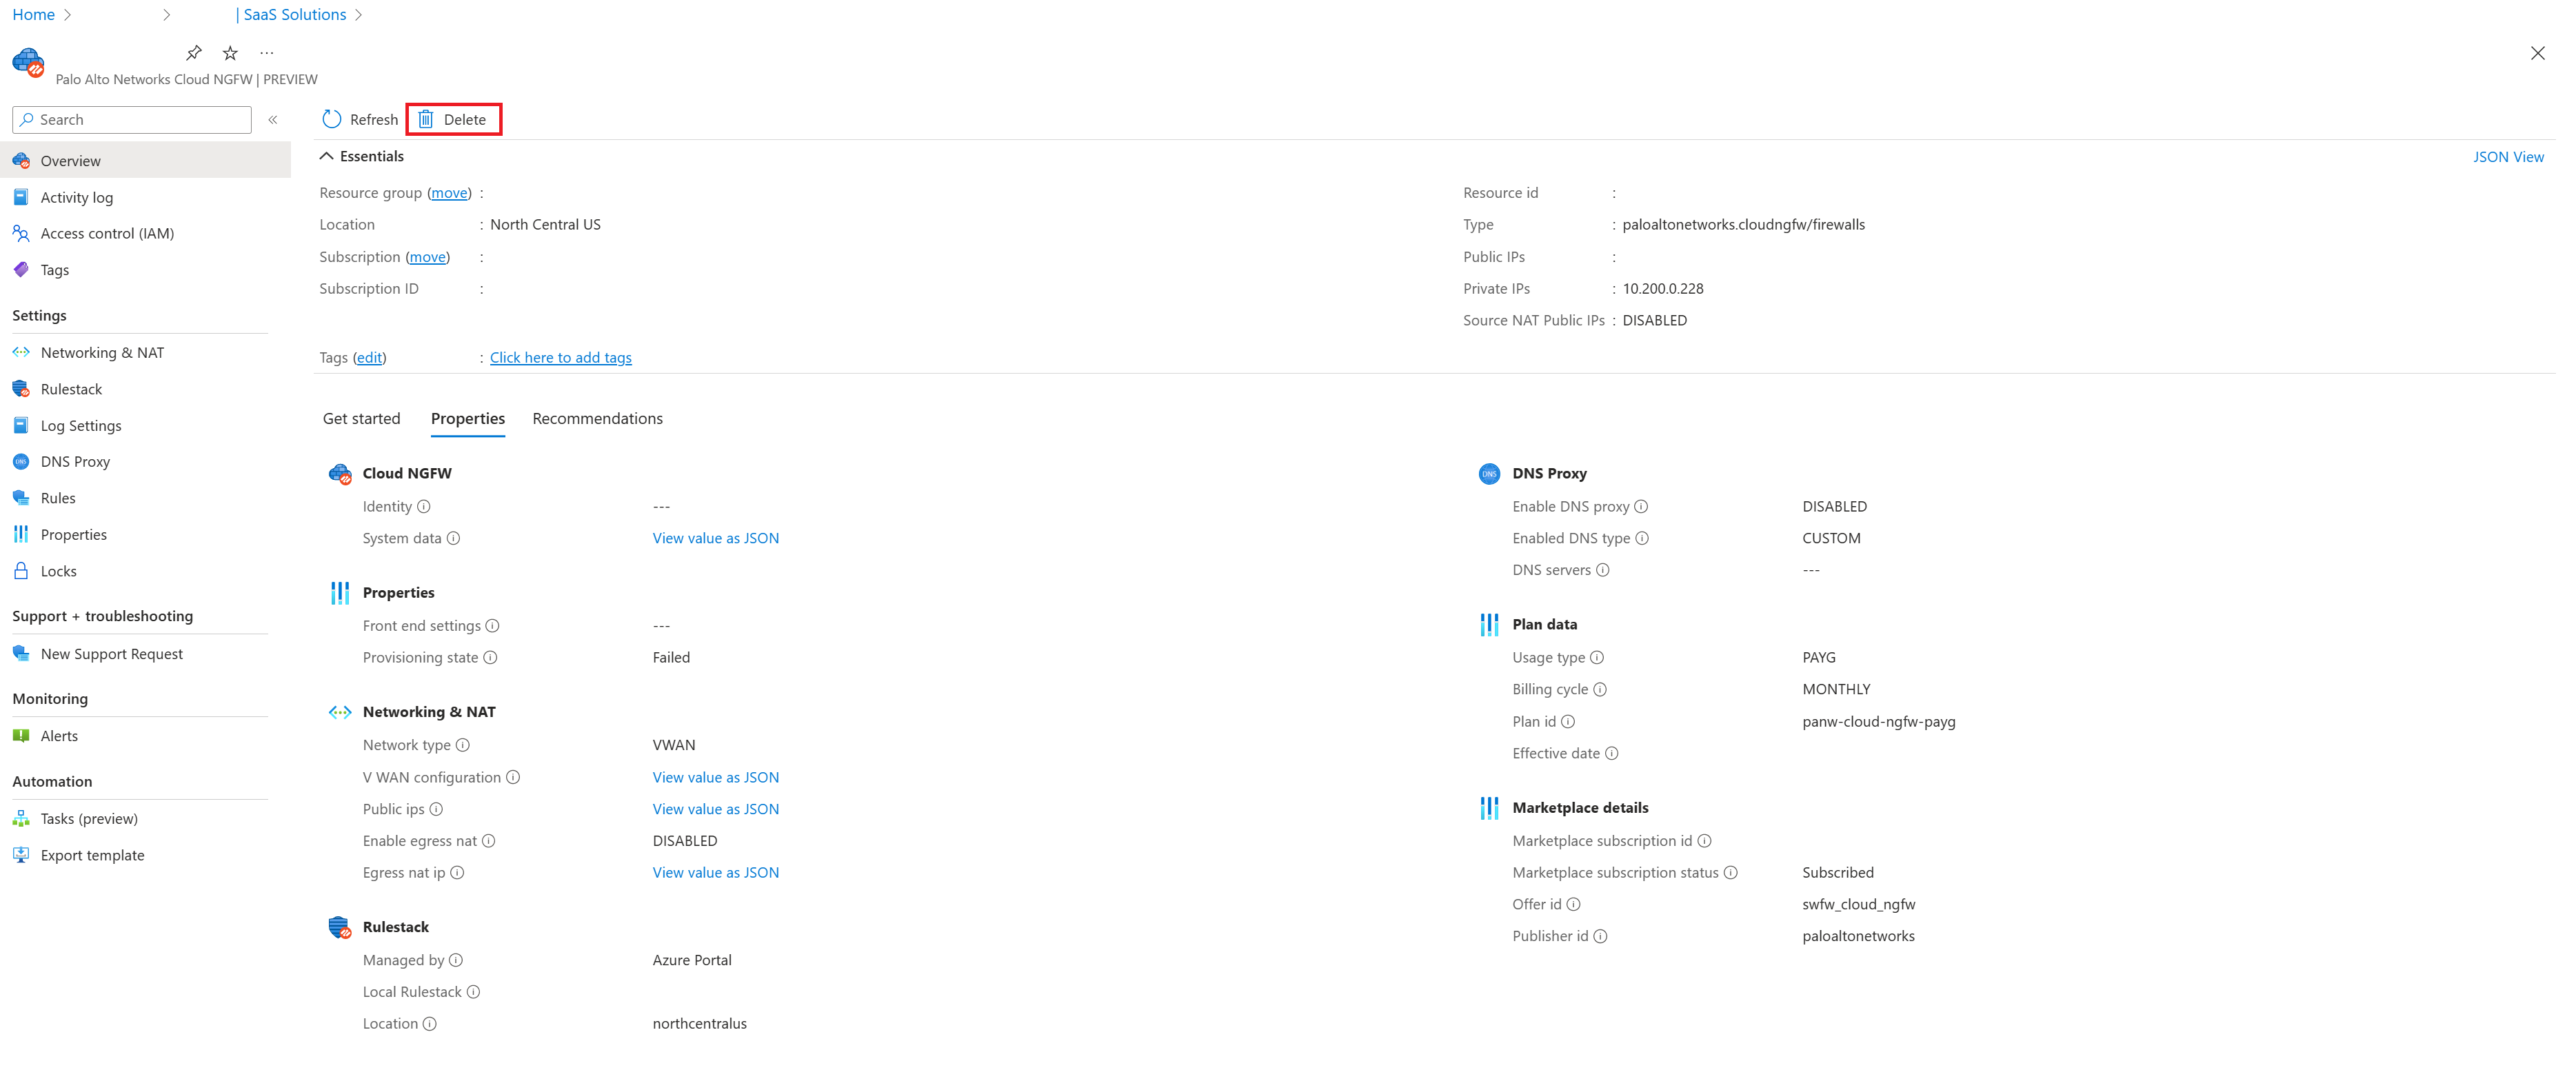 Home
| SaaS Solutions
Palo Alto Networks Cloud NGFW | PREVIEW
Search
Overview
Activity log
Access control (IAM)
Tags
Settings
Networking & NAT
Rulestack
Log Settings
DNS Proxy
Rules
Properties
Locks
Support + troubleshooting
New Support Request
Monitoring
Alerts
Automation
Tasks (preview)
Export template
Refresh
Delete
Essentials
JSON View
Resource group (move) :
Location : North Central US
Subscription (move) :
Subscription ID :
Tags (edit) : Click here to add tags
Resource id :
Type : paloaltonetworks.cloudngfw/firewalls
Public IPs :
Private IPs : 10.200.0.228
Source NAT Public IPs : DISABLED
Get started
Properties
Recommendations
Cloud NGFW
Identity ---
System data View value as JSON
Properties
Front end settings ---
Provisioning state Failed
Networking & NAT
Network type VWAN
V WAN configuration View value as JSON
Public ips View value as JSON
Enable egress nat DISABLED
Egress nat ip View value as JSON
Rulestack
Managed by Azure Portal
Local Rulestack
Location northcentralus
DNS
DNS Proxy
Enable DNS proxy DISABLED
Enabled DNS type CUSTOM
DNS servers ---
Plan data
Usage type PAYG
Billing cycle MONTHLY
Plan id panw-cloud-ngfw-payg
Effective date
Marketplace details
Marketplace subscription id
Marketplace subscription status Subscribed
Offer id swfw_cloud_ngfw
Publisher id paloaltonetworks